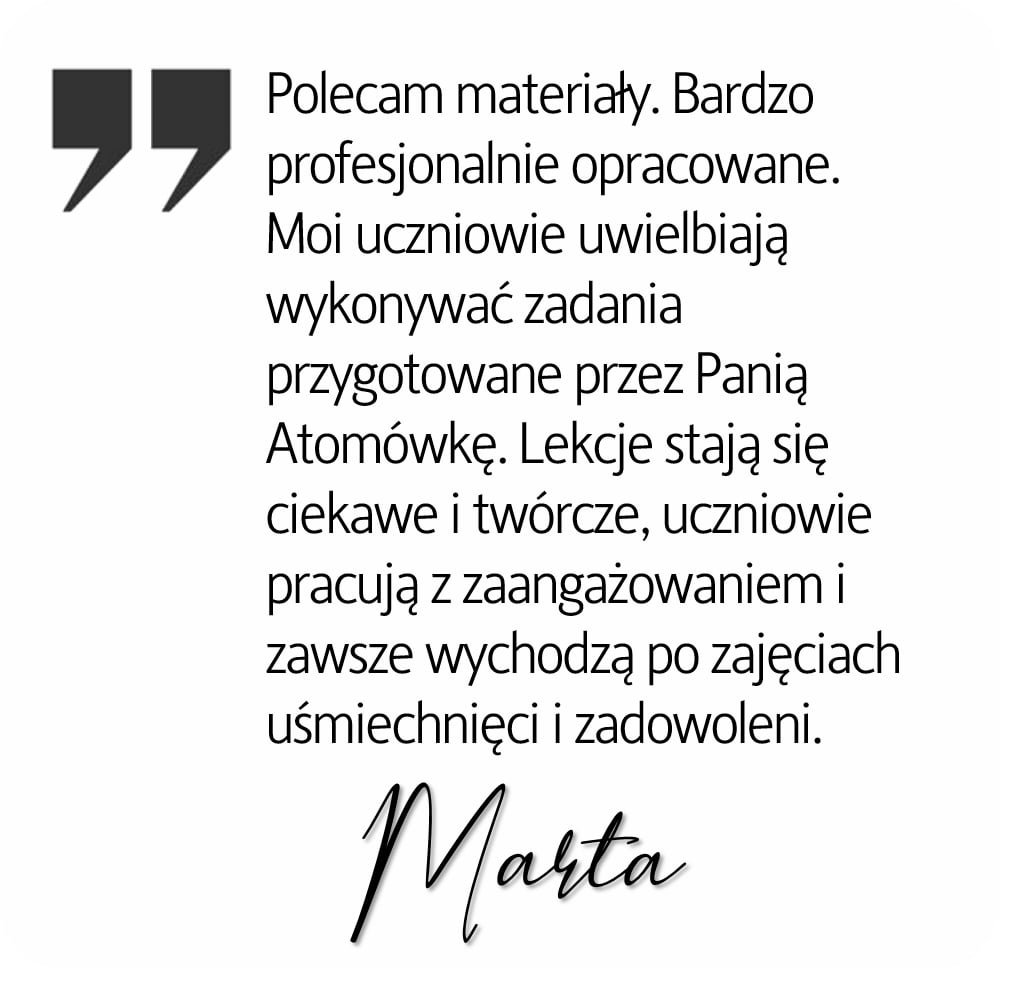 Polecam materiały. Bardzo
profesjonalnie opracowane.
Moi uczniowie uwielbiają
wykonywać zadania
przygotowane przez Panią
Atomówkę. Lekcje stają się
ciekawe i twórcze, uczniowie
pracują z zaangażowaniem i
zawsze wychodzą po zajęciach
uśmiechnięci i zadowoleni.
Marta